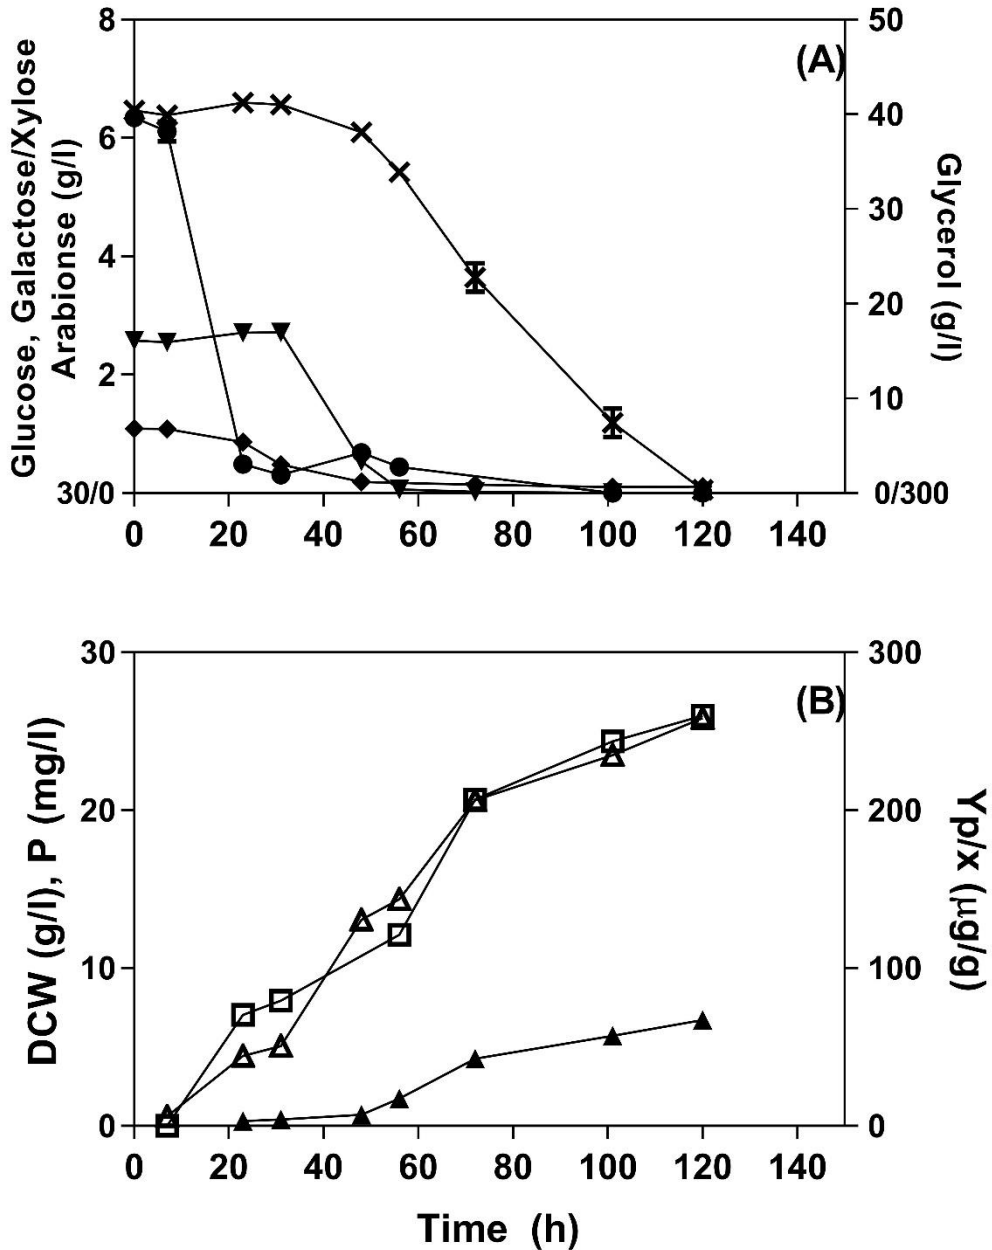 (A)
Glucose, Galactose/Xylose
Arabionse (g/l)
8
6
4
2
30/0
50
40
30
20
10
0/300
Glycerol (g/l)
0 20 40 60 80 100 120 140
(B)
DCW (g/l), P (mg/l)
30
20
10
0
300
200
100
0
Yp/x (μg/g)
0 20 40 60 80 100 120 140
Time (h)